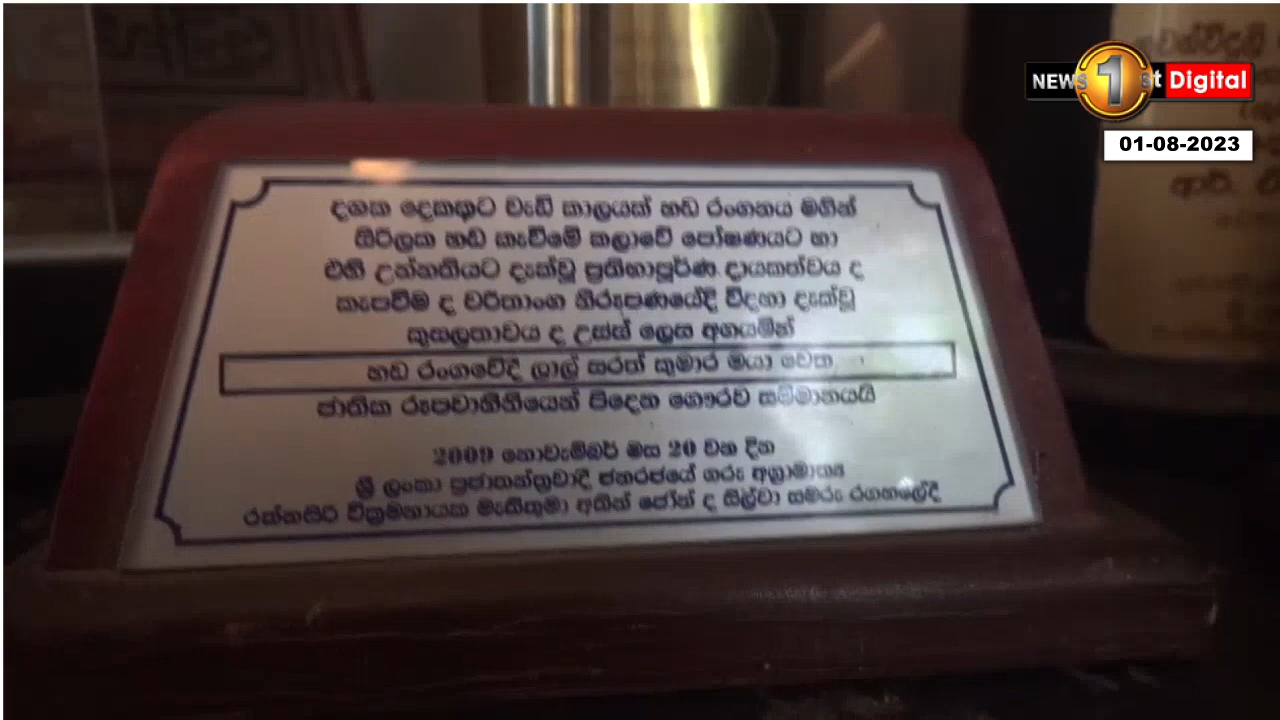 NEWS 1st Digital
01-08-2023
දශක දෙකකුට වැඩි කාලයක් හඬ රංගනය මගින්
සිරිලක හඬ කැවීමේ කලාවේ පෝෂණයට හා
එහි උන්නතියට දැක්වූ ප්‍රතිභාපූර්ණ දායකත්වය ද
කැපවීම ද චරිතාංග නිරූපණයේදී විදහා දැක්වූ
කුසලතාවය ද උසස් ලෙස අගයමින්
හඬ රංගවේදී ලාල් සරත් කුමාර මයා වෙත
ජාතික රූපවාහිනියෙන් පිදෙන ගෞරව සම්මානයයි
2009 නොවැම්බර් මස 20 වන දින
ශ්‍රී ලංකා ප්‍රජාතන්ත්‍රවාදී ජනරජයේ ගරු අග්‍රාමාත්‍ය
රත්නසිරි වික්‍රමනායක මැතිතුමා අතින් ජෝන් ද සිල්වා සමරු රඟහලේදී